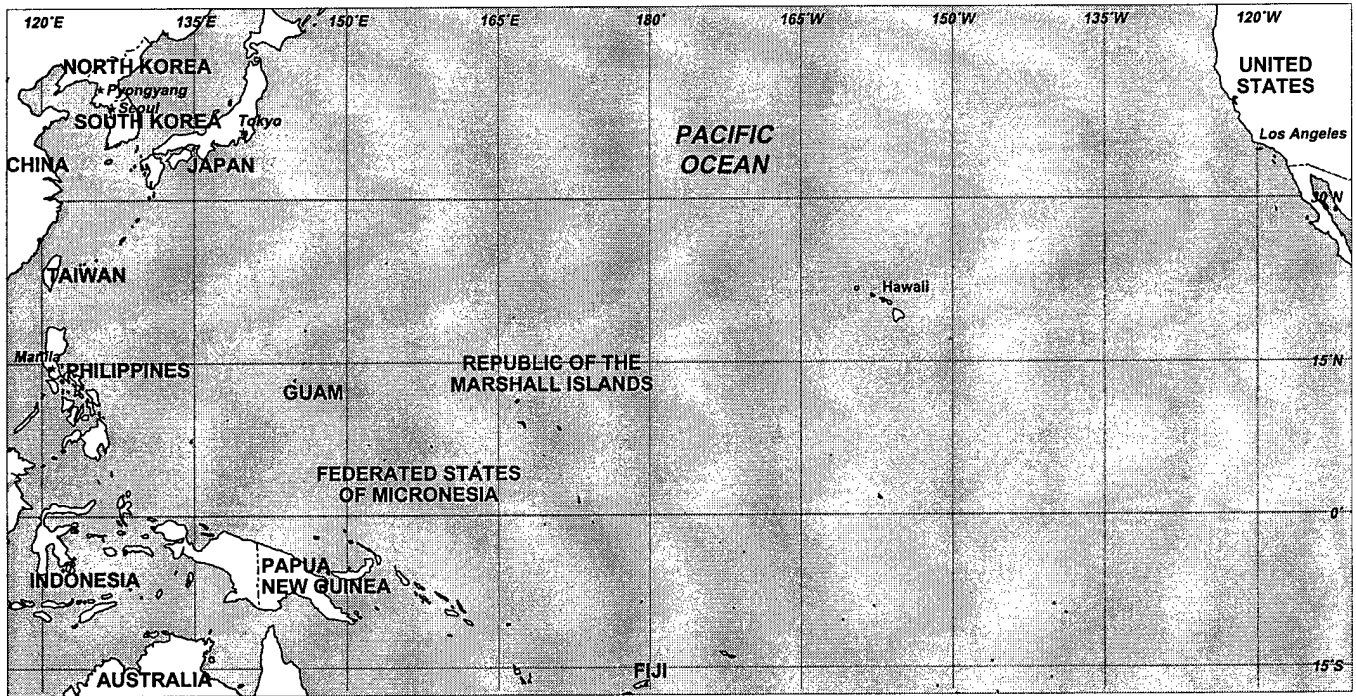 120°E 135°E 150°E 165°E 180° 165°W 150°W 135°W 120°W
NORTH KOREA
Pyongyang
Seoul
SOUTH KOREA
Tokyo
CHINA
JAPAN
PACIFIC
OCEAN
UNITED
STATES
Los Angeles
30°N
TAIWAN
Hawaii
Manila
PHILIPPINES
GUAM
REPUBLIC OF THE
MARSHALL ISLANDS
15°N
FEDERATED STATES
OF MICRONESIA
0°
INDONESIA
PAPUA
NEW GUINEA
AUSTRALIA
FIJI
15°S